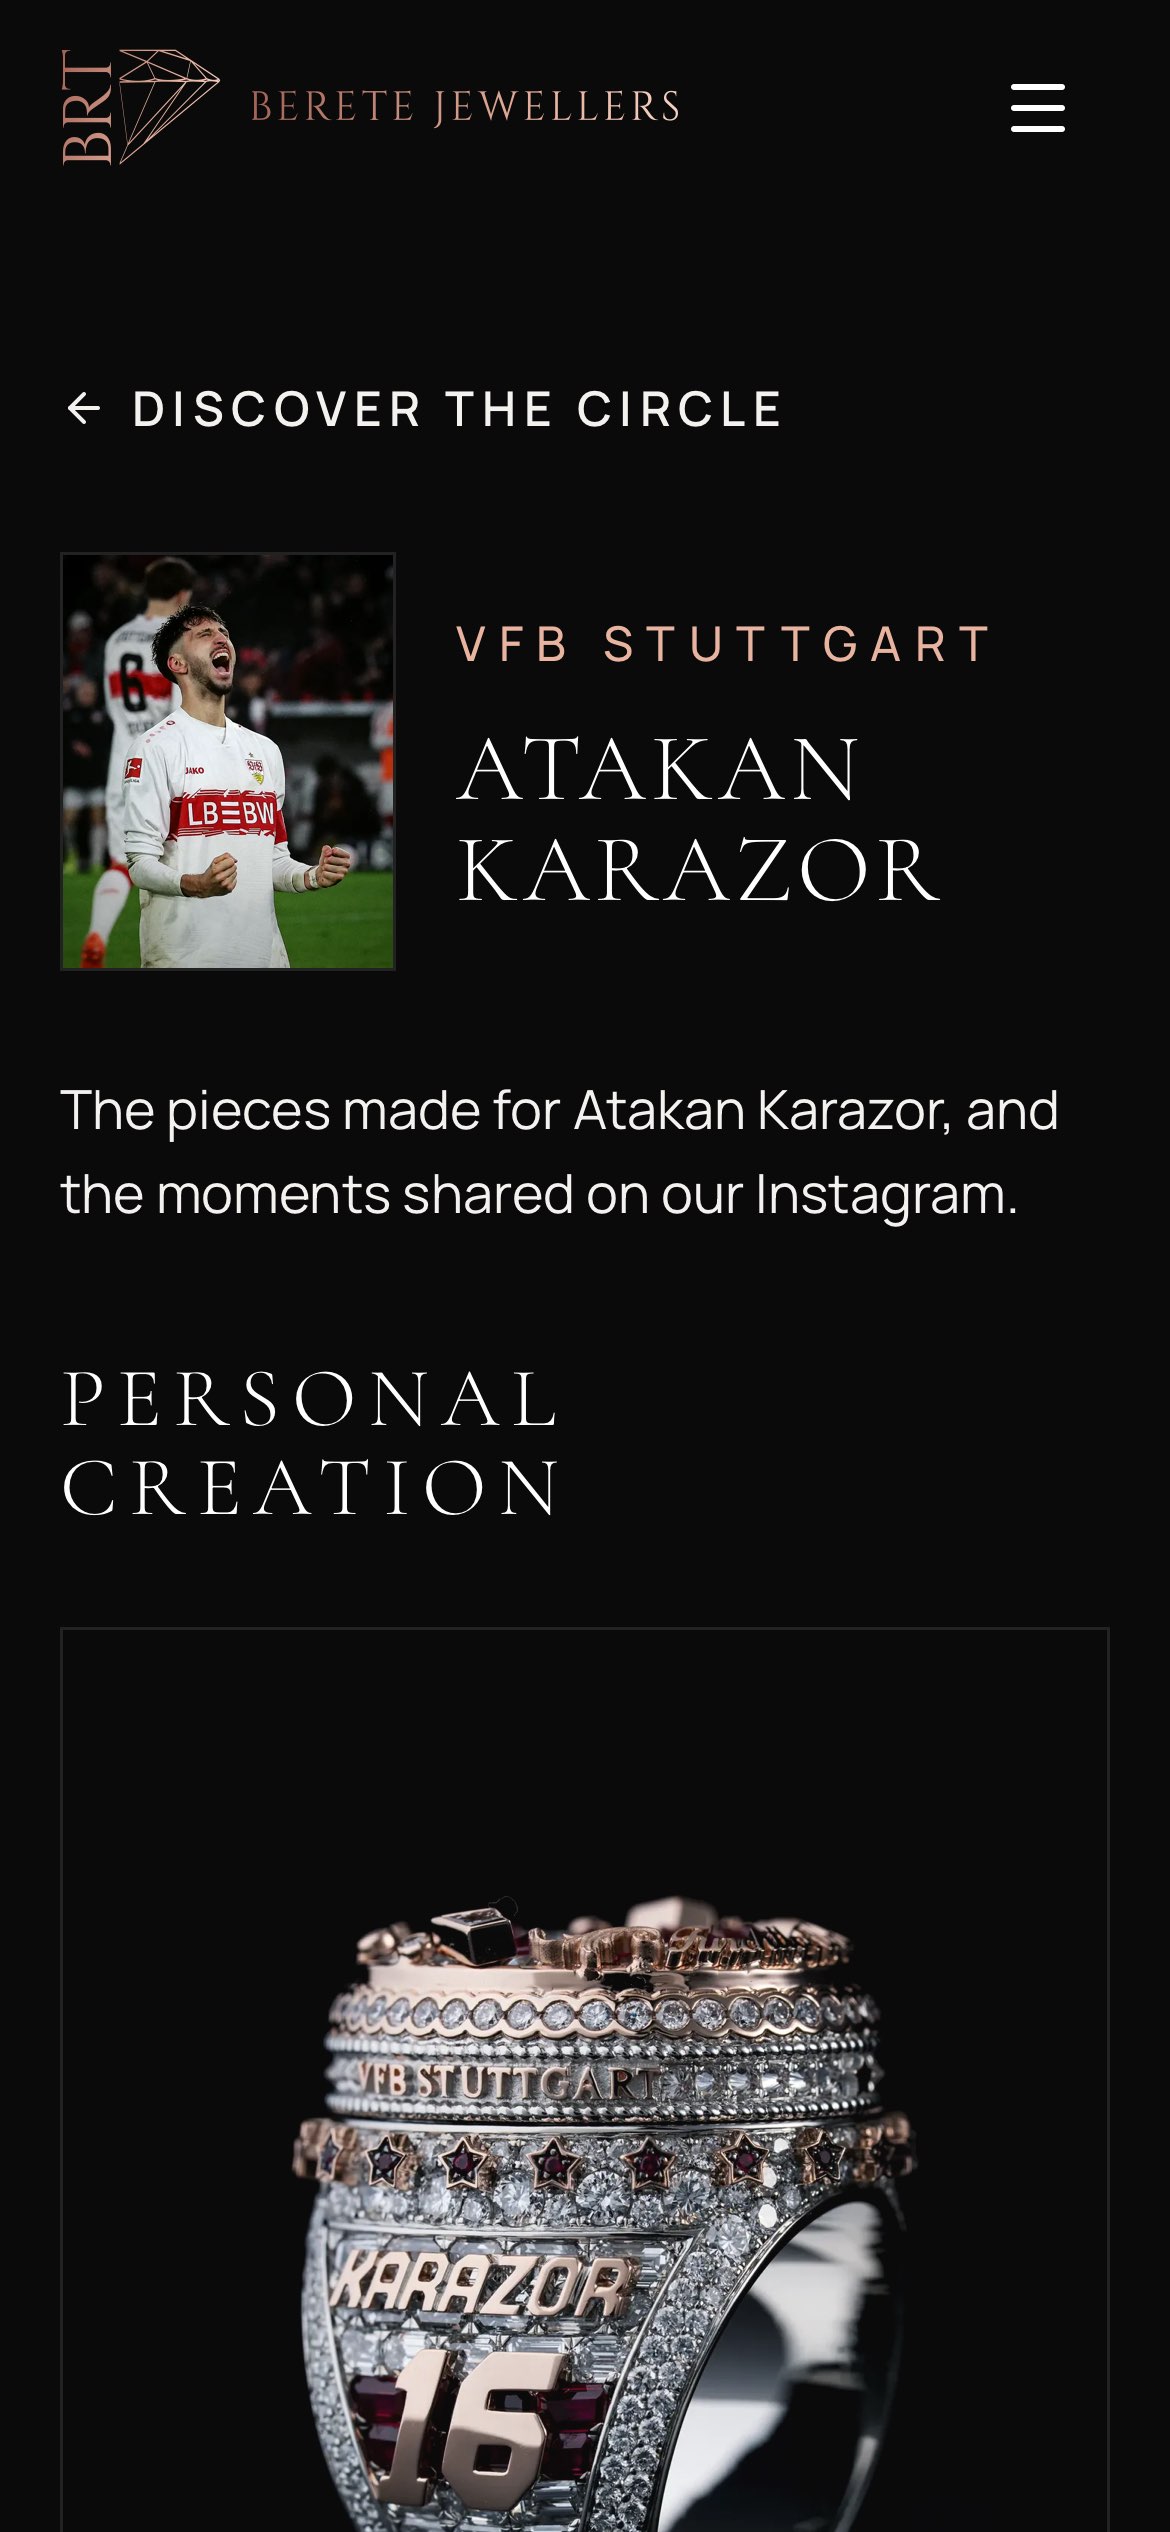 BRT
BERETE JEWELLERS
← DISCOVER THE CIRCLE
6
JAKO
LBBW
VFB STUTTGART
ATAKAN
KARAZOR
The pieces made for Atakan Karazor, and
the moments shared on our Instagram.
PERSONAL
CREATION
VFB STUTTGART
KARAZOR
16